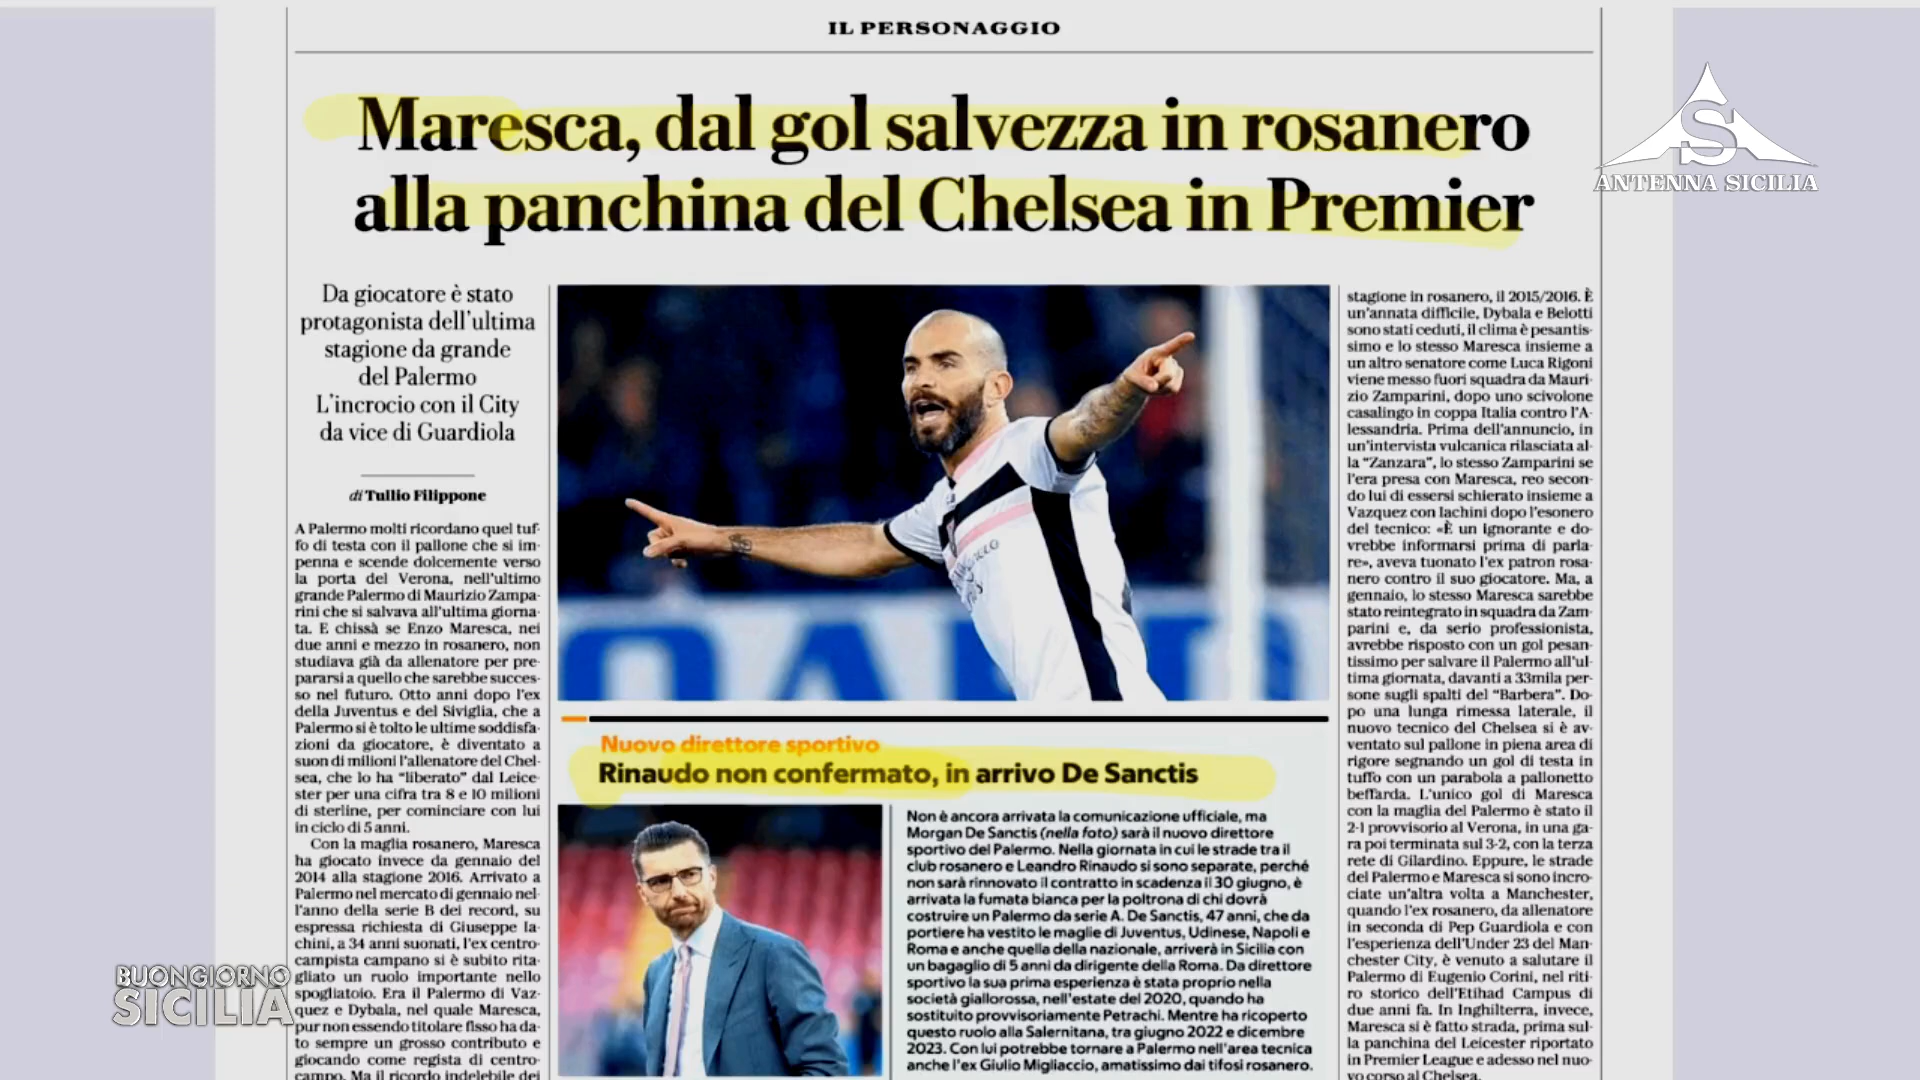 IL PERSONAGGIO
Maresca, dal gol salvezza in rosanero
alla panchina del Chelsea in Premier
ANTENNA SICILIA
Da giocatore è stato
protagonista dell'ultima
stagione da grande
del Palermo
L'incrocio con il City
da vice di Guardiola
di Tullio Filippone
A Palermo molti ricordano quel tuf-
fo di testa con il pallone che si im-
penna e scende dolcemente verso
la porta del Verona, nell'ultimo
grande Palermo di Maurizio Zampa-
rini che si salvava all'ultima giorna-
ta. E chissà se Enzo Maresca, nei
due anni e mezzo in rosanero, non
studiava già da allenatore per pre-
pararsi a quello che sarebbe succes-
so nel futuro. Otto anni dopo l'ex
della Juventus e del Siviglia, che a
Palermo si è tolto le ultime soddisfa-
zioni da giocatore, è diventato a
suon di milioni l'allenatore del Chel-
sea, che lo ha "liberato" dal Leice-
ster per una cifra tra 8 e 10 milioni
di sterline, per cominciare con lui
in ciclo di 5 anni.
Con la maglia rosanero, Maresca
ha giocato invece da gennaio del
2014 alla stagione 2016. Arrivato a
Palermo nel mercato di gennaio nel-
l'anno della serie B dei record, su
espressa richiesta di Giuseppe Ia-
chini, a 34 anni suonati, l'ex centro-
campista campano si è subito rita-
gliato un ruolo importante nello
spogliatoio. Era il Palermo di Vaz-
quez e Dybala, nel quale Maresca,
pur non essendo titolare fisso ha da-
to sempre un grosso contributo e
giocando come regista di centro-
campo. Ma il ricordo indelebile dei
Nuovo direttore sportivo
Rinaudo non confermato, in arrivo De Sanctis
Non è ancora arrivata la comunicazione ufficiale, ma
Morgan De Sanctis (nella foto) sarà il nuovo direttore
sportivo del Palermo. Nella giornata in cui le strade tra il
club rosanero e Leandro Rinaudo si sono separate, perché
non sarà rinnovato il contratto in scadenza il 30 giugno, è
arrivata la fumata bianca per la poltrona di chi dovrà
costruire un Palermo da serie A. De Sanctis, 47 anni, che da
portiere ha vestito le maglie di Juventus, Udinese, Napoli e
Roma e anche quella della nazionale, arriverà in Sicilia con
un bagaglio di 5 anni da dirigente della Roma. Da direttore
sportivo la sua prima esperienza è stata proprio nella
società giallorossa, nell'estate del 2020, quando ha
sostituito provvisoriamente Petrachi. Mentre ha ricoperto
questo ruolo alla Salernitana, tra giugno 2022 e dicembre
2023. Con lui potrebbe tornare a Palermo nell'area tecnica
anche l'ex Giulio Migliaccio, amatissimo dai tifosi rosanero.
stagione in rosanero, il 2015/2016. È
un'annata difficile, Dybala e Belotti
sono stati ceduti, il clima è pesantis-
simo e lo stesso Maresca insieme a
un altro senatore come Luca Rigoni
viene messo fuori squadra da Mauri-
zio Zamparini, dopo uno scivolone
casalingo in coppa Italia contro l'A-
lessandria. Prima dell'annuncio, in
un'intervista vulcanica rilasciata al-
la "Zanzara", lo stesso Zamparini se
l'era presa con Maresca, reo secon-
do lui di essersi schierato insieme a
Vazquez con Iachini dopo l'esonero
del tecnico: «È un ignorante e do-
vrebbe informarsi prima di parla-
re», aveva tuonato l'ex patron rosa-
nero contro il suo giocatore. Ma, a
gennaio, lo stesso Maresca sarebbe
stato reintegrato in squadra da Zam-
parini e, da serio professionista,
avrebbe risposto con un gol pesan-
tissimo per salvare il Palermo all'ul-
tima giornata, davanti a 33mila per-
sone sugli spalti del "Barbera". Do-
po una lunga rimessa laterale, il
nuovo tecnico del Chelsea si è av-
ventato sul pallone in piena area di
rigore segnando un gol di testa in
tuffo con un parabola a pallonetto
beffarda. L'unico gol di Maresca
con la maglia del Palermo è stato il
2-1 provvisorio al Verona, in una ga-
ra poi terminata sul 3-2, con la terza
rete di Gilardino. Eppure, le strade
del Palermo e Maresca si sono incro-
ciate un'altra volta a Manchester,
quando l'ex rosanero, da allenatore
in seconda di Pep Guardiola e con
l'esperienza dell'Under 23 del Man-
chester City, è venuto a salutare il
Palermo di Eugenio Corini, nel riti-
ro storico dell'Etihad Campus di
due anni fa. In Inghilterra, invece,
Maresca si è fatto strada, prima sul-
la panchina del Leicester riportato
in Premier League e adesso nel nuo-
vo corso al Chelsea.
BUONGIORNO
SICILIA